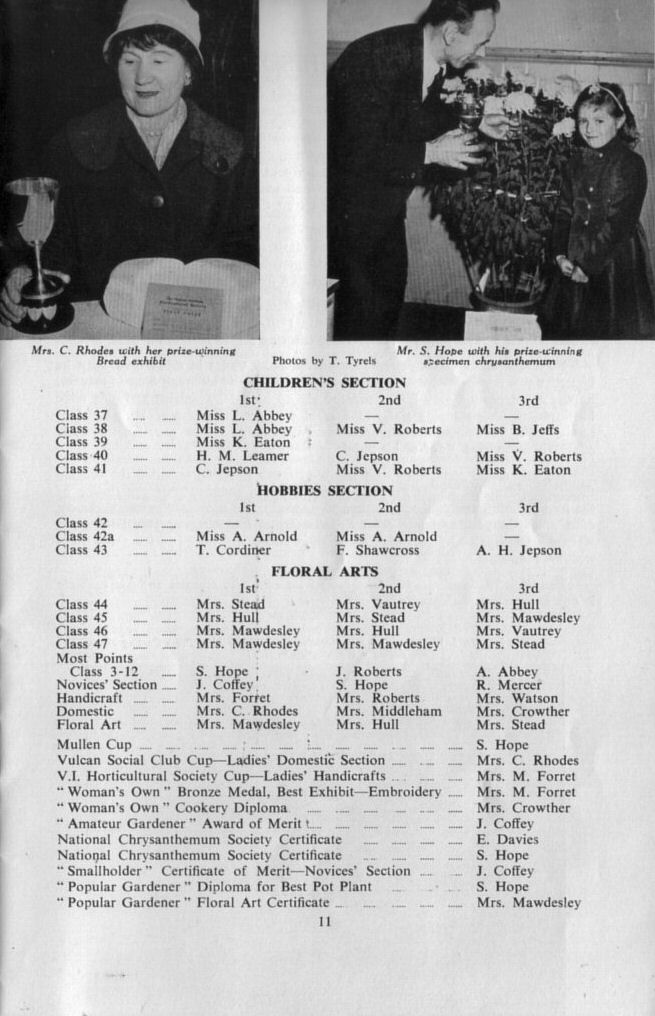 Mrs. C. Rhodes with her prize-winning
Bread exhibit
Photos by T. Tyrels
Mr. S. Hope with his prize-winning
specimen chrysanthemum
CHILDREN'S SECTION
1st 2nd 3rd
Class 37 .... ...... Miss L. Abbey — —
Class 38 ...... ...... Miss L. Abbey Miss V. Roberts Miss B. Jeffs
Class 39 ...... ...... Miss K. Eaton — —
Class 40 ...... ...... H. M. Leamer C. Jepson Miss V. Roberts
Class 41 ...... ...... C. Jepson Miss V. Roberts Miss K. Eaton
HOBBIES SECTION
1st 2nd 3rd
Class 42 ... ...... — — —
Class 42a ...... ...... Miss A. Arnold Miss A. Arnold —
Class 43 ...... ...... T. Cordiner F. Shawcross A. H. Jepson
FLORAL ARTS
1st 2nd 3rd
Class 44 ...... ...... Mrs. Stead Mrs. Vautrey Mrs. Hull
Class 45 ...... ...... Mrs. Hull Mrs. Stead Mrs. Mawdesley
Class 46 ...... ...... Mrs. Mawdesley Mrs. Hull Mrs. Vautrey
Class 47 ...... ...... Mrs. Mawdesley Mrs. Mawdesley Mrs. Stead
Most Points
Class 3-12 ...... S. Hope J. Roberts A. Abbey
Novices' Section ...... J. Coffey S. Hope R. Mercer
Handicraft ...... ...... Mrs. Forret Mrs. Roberts Mrs. Watson
Domestic ...... ...... Mrs. C. Rhodes Mrs. Middleham Mrs. Crowther
Floral Art ...... ...... Mrs. Mawdesley Mrs. Hull Mrs. Stead
Mullen Cup ...... S. Hope
Vulcan Social Club Cup—Ladies' Domestic Section ...... Mrs. C. Rhodes
V.I. Horticultural Society Cup—Ladies' Handicrafts ...... Mrs. M. Forret
" Woman's Own " Bronze Medal, Best Exhibit—Embroidery ...... Mrs. M. Forret
" Woman's Own " Cookery Diploma ...... Mrs. Crowther
" Amateur Gardener " Award of Merit ...... J. Coffey
National Chrysanthemum Society Certificate ...... E. Davies
National Chrysanthemum Society Certificate ...... S. Hope
" Smallholder " Certificate of Merit—Novices' Section ...... J. Coffey
" Popular Gardener " Diploma for Best Pot Plant ...... S. Hope
" Popular Gardener " Floral Art Certificate ...... Mrs. Mawdesley
11